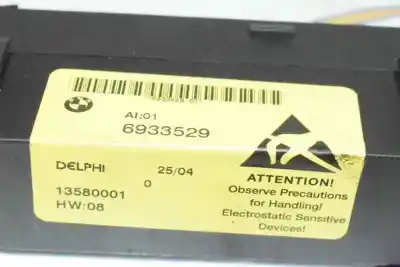 AI:01
6933529
DELPHI 25/04
13580001 0
HW:08
ATTENTION!
Observe Precautions
for Handling!
Electrostatic Sensitive
Devices!